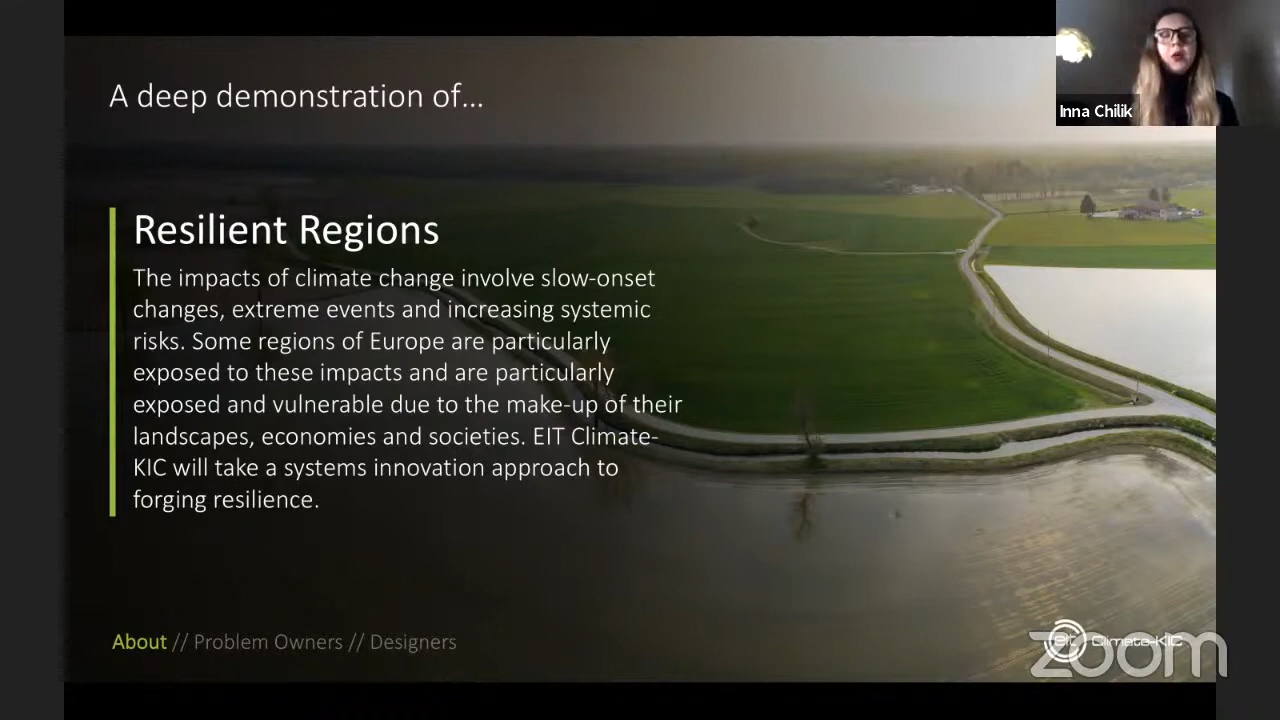 A deep demonstration of...
Inna Chilik
Resilient Regions
The impacts of climate change involve slow-onset
changes, extreme events and increasing systemic
risks. Some regions of Europe are particularly
exposed to these impacts and are particularly
exposed and vulnerable due to the make-up of their
landscapes, economies and societies. EIT Climate-
KIC will take a systems innovation approach to
forging resilience.
About // Problem Owners // Designers
eit Climate-KIC
zoom